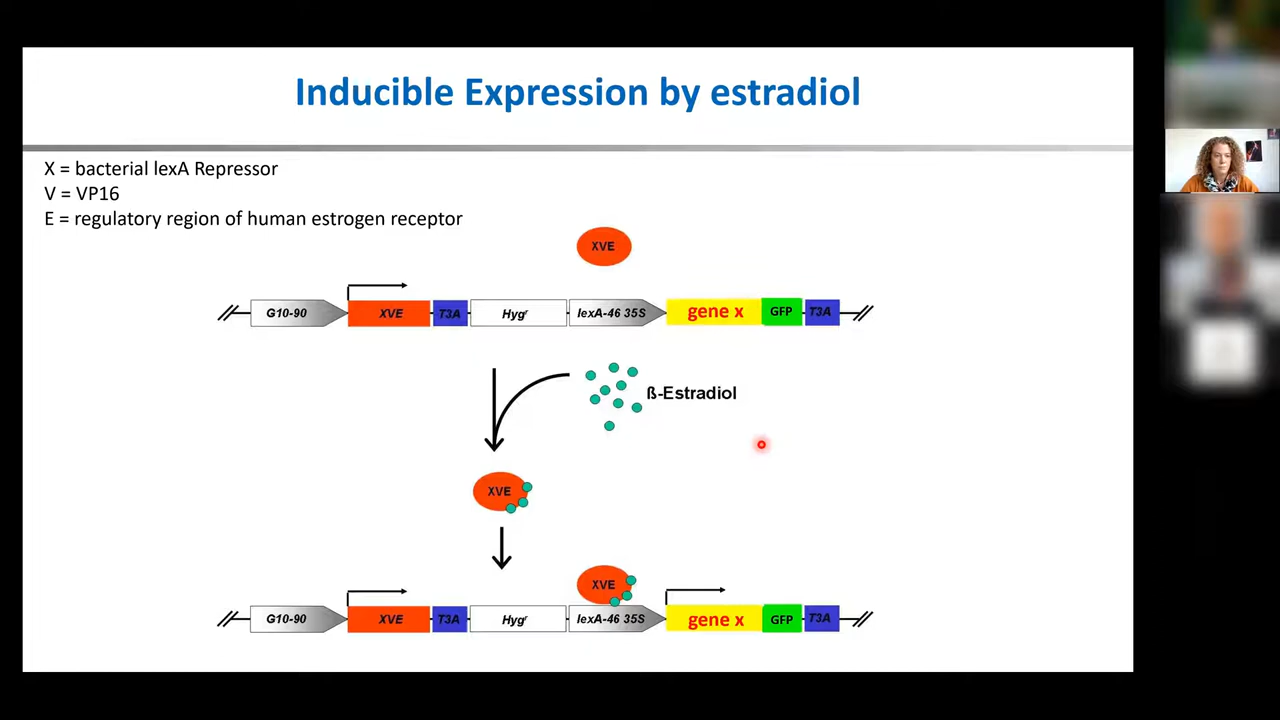 Inducible Expression by estradiol
X = bacterial lexA Repressor
V = VP16
E = regulatory region of human estrogen receptor
XVE
G10-90 XVE T3A Hygʳ lexA-46 35S gene x GFP T3A
ß-Estradiol
XVE
XVE
G10-90 XVE T3A Hygʳ lexA-46 35S gene x GFP T3A